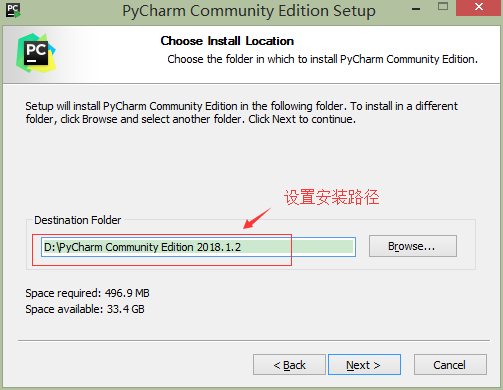 PC
PyCharm Community Edition Setup
PC
Choose Install Location
Choose the folder in which to install PyCharm Community Edition.
Setup will install PyCharm Community Edition in the following folder. To install in a different
folder, click Browse and select another folder. Click Next to continue.
设置安装路径
Destination Folder
D:\PyCharm Community Edition 2018.1.2
Browse...
Space required: 496.9 MB
Space available: 33.4 GB
< Back
Next >
Cancel